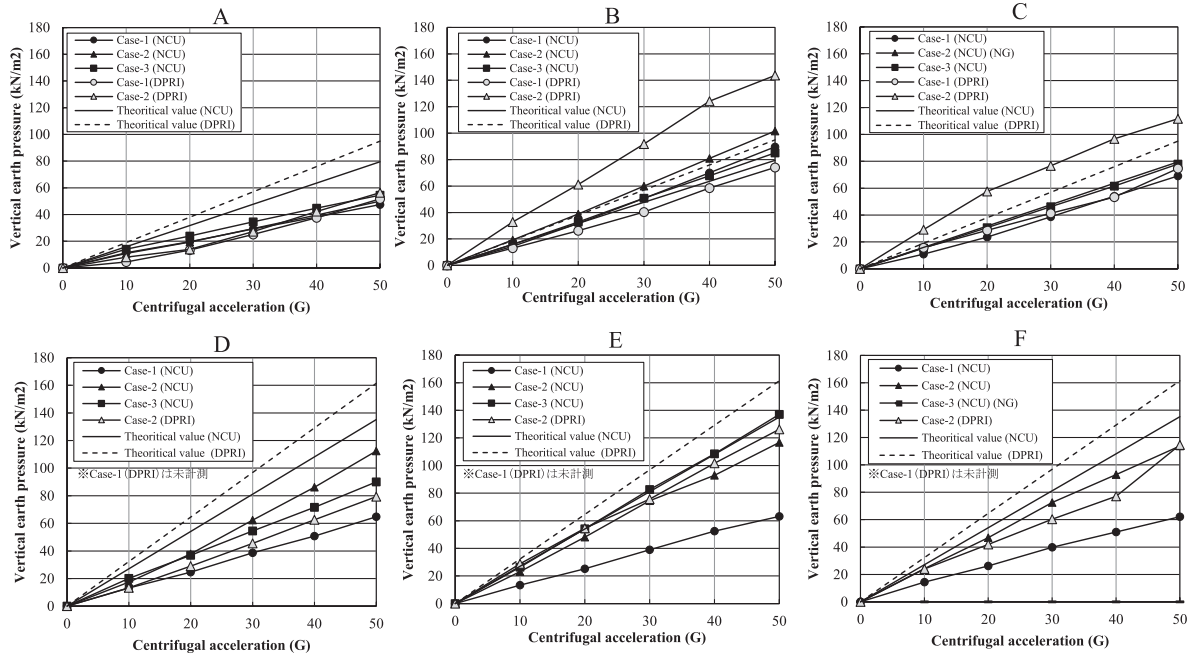 A
Vertical earth pressure (kN/m2)
180
160
140
120
100
80
60
40
20
0
Case-1 (NCU)
Case-2 (NCU)
Case-3 (NCU)
Case-1(DPRI)
Case-2 (DPRI)
Theoritical value (NCU)
Theoritical value (DPRI)
0 10 20 30 40 50
Centrifugal acceleration (G)
B
Vertical earth pressure (kN/m2)
180
160
140
120
100
80
60
40
20
0
Case-1 (NCU)
Case-2 (NCU)
Case-3 (NCU)
Case-1 (DPRI)
Case-2 (DPRI)
Theoritical value (NCU)
Theoritical value (DPRI)
0 10 20 30 40 50
Centrifugal acceleration (G)
C
Vertical earth pressure (kN/m2)
180
160
140
120
100
80
60
40
20
0
Case-1 (NCU)
Case-2 (NCU) (NG)
Case-3 (NCU)
Case-1 (DPRI)
Case-2 (DPRI)
Theoritical value (NCU)
Theoritical value (DPRI)
0 10 20 30 40 50
Centrifugal acceleration (G)
D
Vertical earth pressure (kN/m2)
180
160
140
120
100
80
60
40
20
0
Case-1 (NCU)
Case-2 (NCU)
Case-3 (NCU)
Case-2 (DPRI)
Theoritical value (NCU)
Theoritical value (DPRI)
※Case-1（DPRI）は未計測
0 10 20 30 40 50
Centrifugal acceleration (G)
E
Vertical earth pressure (kN/m2)
180
160
140
120
100
80
60
40
20
0
Case-1 (NCU)
Case-2 (NCU)
Case-3 (NCU)
Case-2 (DPRI)
Theoritical value (NCU)
Theoritical value (DPRI)
※Case-1（DPRI）は未計測
0 10 20 30 40 50
Centrifugal acceleration (G)
F
Vertical earth pressure (kN/m2)
180
160
140
120
100
80
60
40
20
0
Case-1 (NCU)
Case-2 (NCU)
Case-3 (NCU) (NG)
Case-2 (DPRI)
Theoritical value (NCU)
Theoritical value (DPRI)
※Case-1（DPRI）は未計測
0 10 20 30 40 50
Centrifugal acceleration (G)